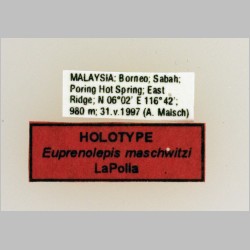 MALAYSIA: Borneo; Sabah;
Poring Hot Spring; East
Ridge; N 06°02' E 116°42';
980 m; 31.v.1997 (A. Malsch)
HOLOTYPE
Euprenolepis maschwitzi
LaPolla